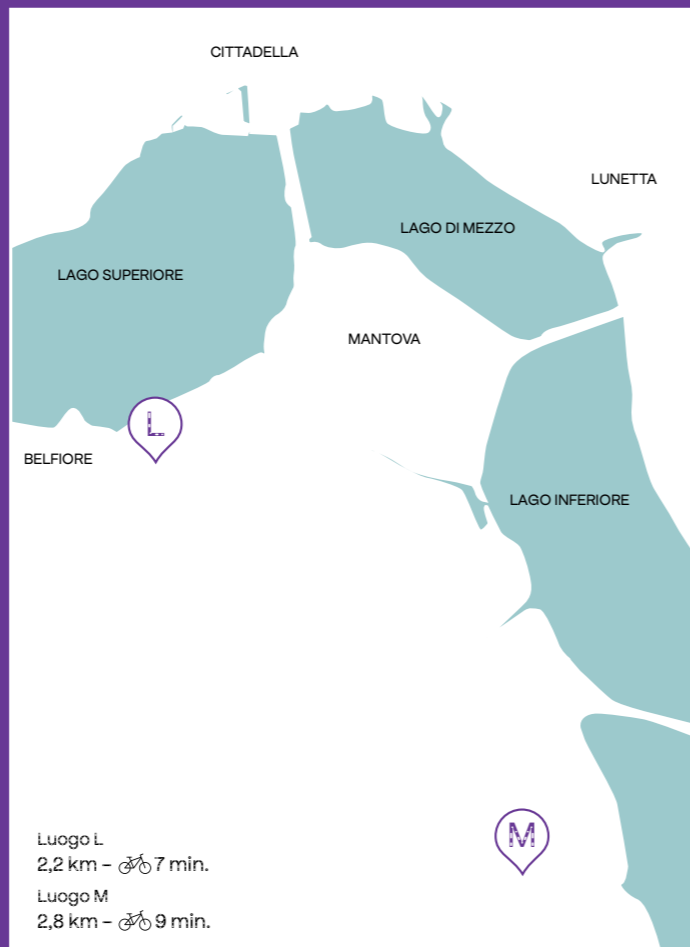 CITTADELLA
LUNETTA
LAGO DI MEZZO
LAGO SUPERIORE
MANTOVA
L
BELFIORE
LAGO INFERIORE
M
Luogo L
2,2 km – 7 min.
Luogo M
2,8 km – 9 min.